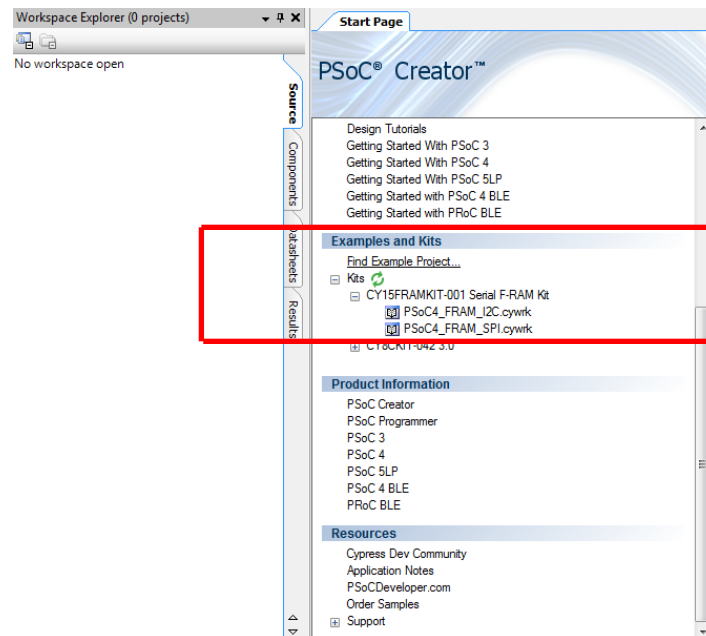 Workspace Explorer (0 projects)
No workspace open
Source
Components
Datasheets
Results
Start Page
PSoC® Creator™
Design Tutorials
Getting Started With PSoC 3
Getting Started With PSoC 4
Getting Started With PSoC 5LP
Getting Started with PSoC 4 BLE
Getting Started with PRoC BLE
Examples and Kits
Find Example Project...
Kits
CY15FRAMKIT-001 Serial F-RAM Kit
PSoC4_FRAM_I2C.cywrk
PSoC4_FRAM_SPI.cywrk
CY8CKIT-042 3.0
Product Information
PSoC Creator
PSoC Programmer
PSoC 3
PSoC 4
PSoC 5LP
PSoC 4 BLE
PRoC BLE
Resources
Cypress Dev Community
Application Notes
PSoCDeveloper.com
Order Samples
Support